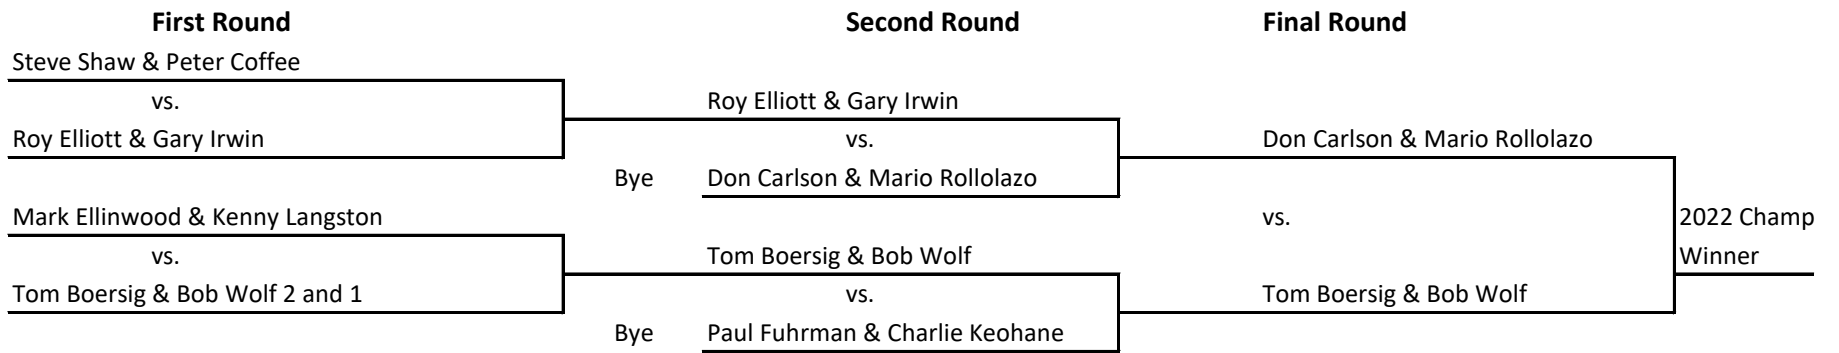 First Round Second Round Final Round
Steve Shaw & Peter Coffee
vs. Roy Elliott & Gary Irwin
Roy Elliott & Gary Irwin vs. Don Carlson & Mario Rollolazo
Bye Don Carlson & Mario Rollolazo
Mark Ellinwood & Kenny Langston vs. 2022 Champ
vs. Tom Boersig & Bob Wolf Winner
Tom Boersig & Bob Wolf 2 and 1 vs. Tom Boersig & Bob Wolf
Bye Paul Fuhrman & Charlie Keohane